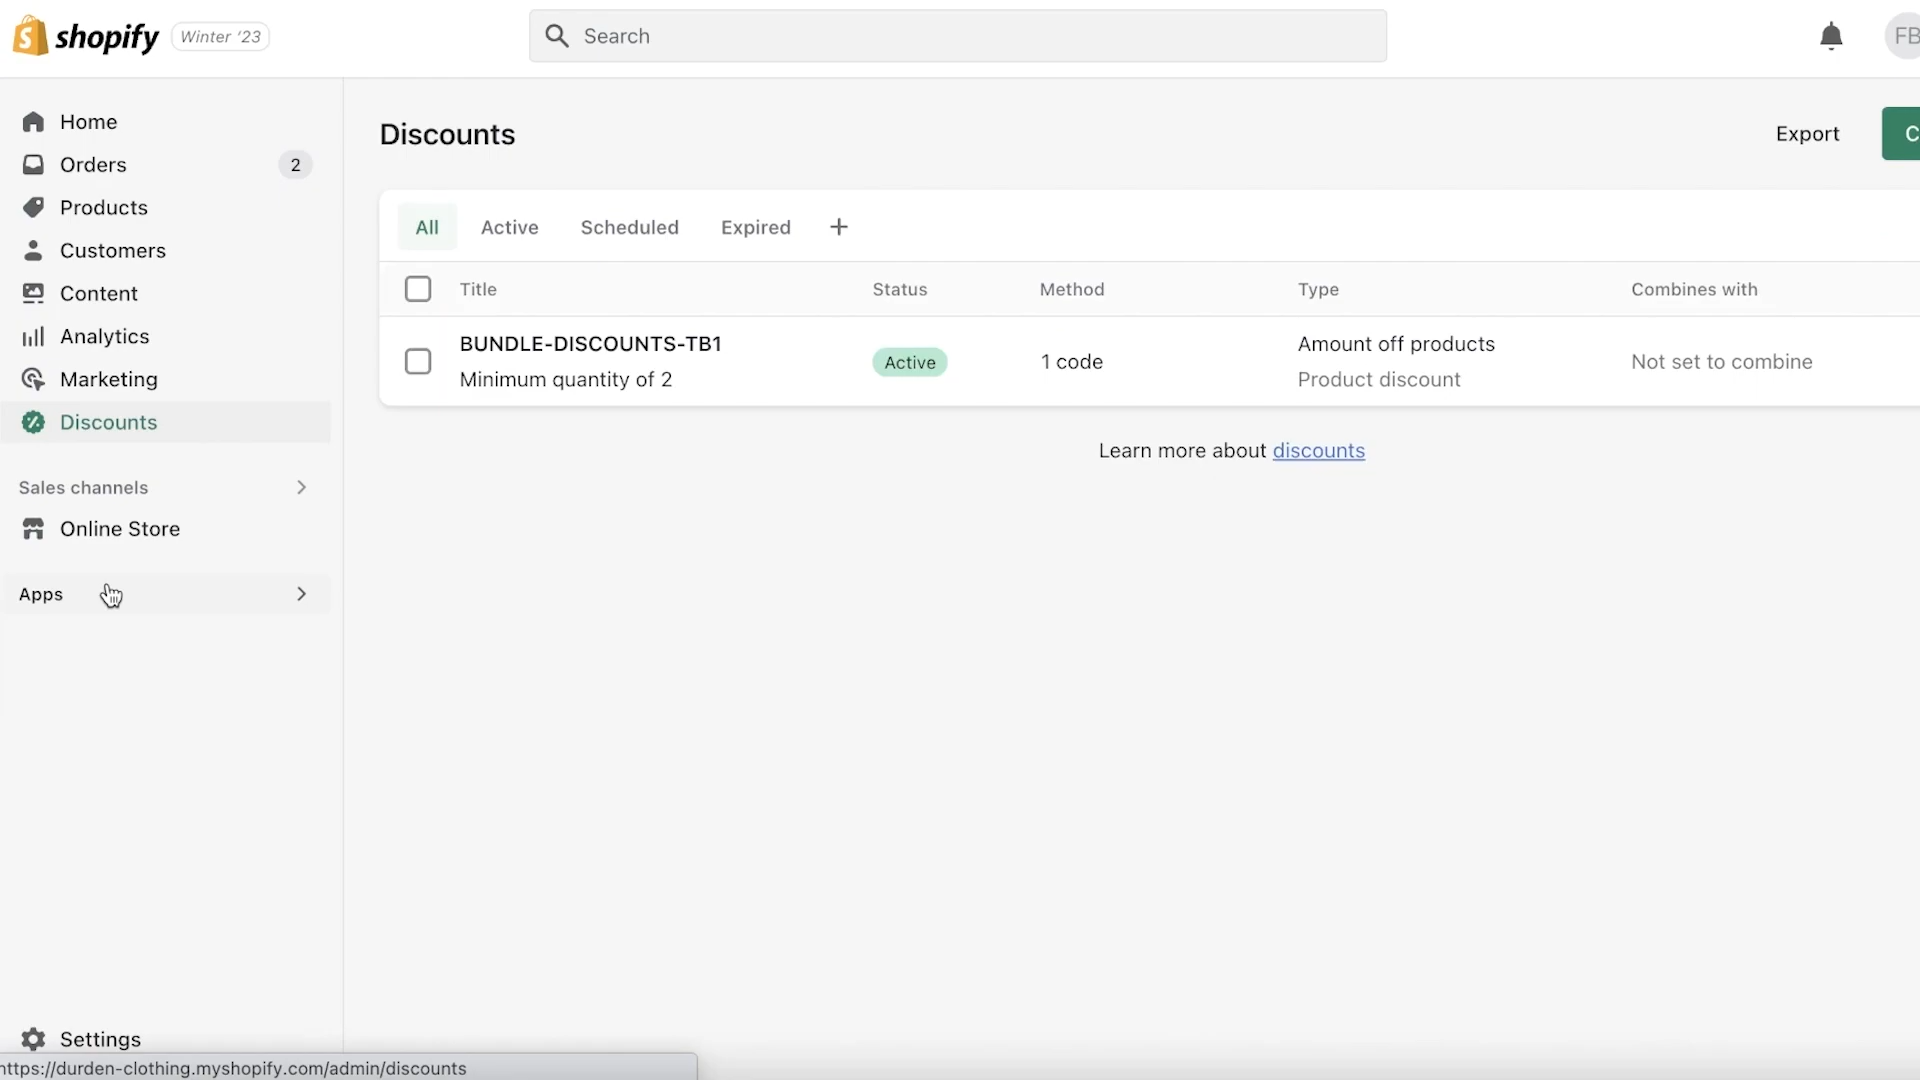 shopify Winter '23
Search
FB
Home
Orders 2
Products
Customers
Content
Analytics
Marketing
Discounts
Sales channels
Online Store
Apps
Settings
Discounts
Export
C
All Active Scheduled Expired +
Title Status Method Type Combines with
BUNDLE-DISCOUNTS-TB1
Minimum quantity of 2
Active
1 code
Amount off products
Product discount
Not set to combine
Learn more about discounts
https://durden-clothing.myshopify.com/admin/discounts